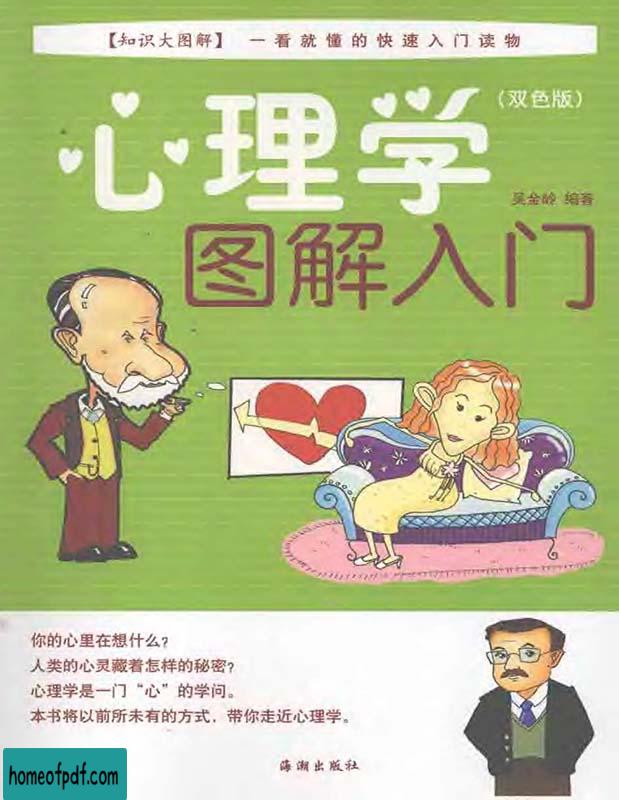 【知识大图解】 一看就懂的快速入门读物
心理学
(双色版)
吴金岭 编著
图解入门
你的心里在想什么?
人类的心灵藏着怎样的秘密?
心理学是一门“心”的学问。
本书将以前所未有的方式，带你走近心理学。
海潮出版社
homeofpdf.com